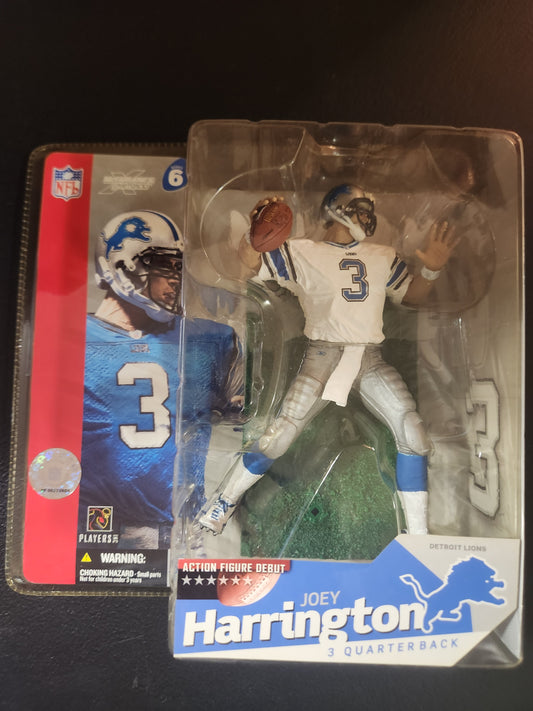 NFL
6
3
3
3
PLAYERS INC
WARNING:
CHOKING HAZARD - Small parts
Not for children under 3 years
ACTION FIGURE DEBUT
DETROIT LIONS
JOEY
Harrington
3 QUARTERBACK